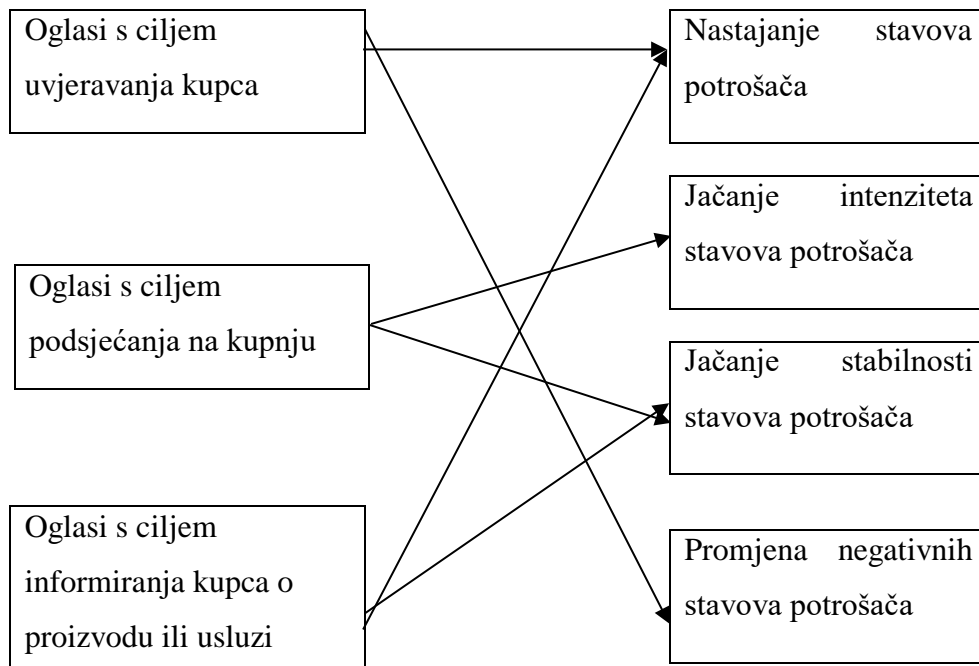 Oglasi s ciljem
uvjeravanja kupca
Oglasi s ciljem
podsjećanja na kupnju
Oglasi s ciljem
informiranja kupca o
proizvodu ili usluzi
Nastajanje stavova
potrošača
Jačanje intenziteta
stavova potrošača
Jačanje stabilnosti
stavova potrošača
Promjena negativnih
stavova potrošača